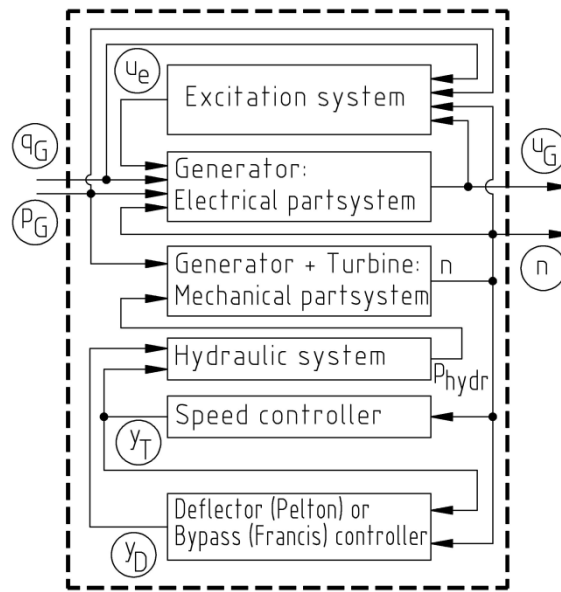 u_e
Excitation system
q_G
Generator:
Electrical partsystem
u_G
p_G
n
Generator + Turbine:
Mechanical partsystem
n
Hydraulic system
p_hydr
Speed controller
y_T
Deflector (Pelton) or
Bypass (Francis) controller
y_D